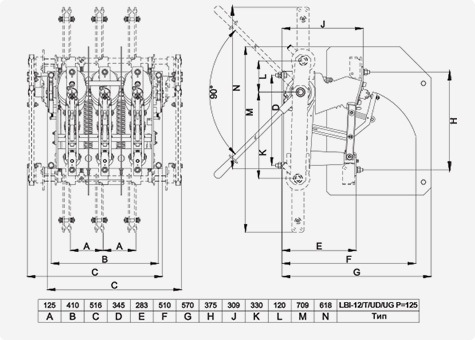 J
N
L
M
D
K
90°
H
A
A
B
C
C
E
F
G
125 410 516 345 283 510 570 375 309 330 120 709 618 LBI-12/T/UD/UG P=125
A B C D E F G H J K L M N Тип